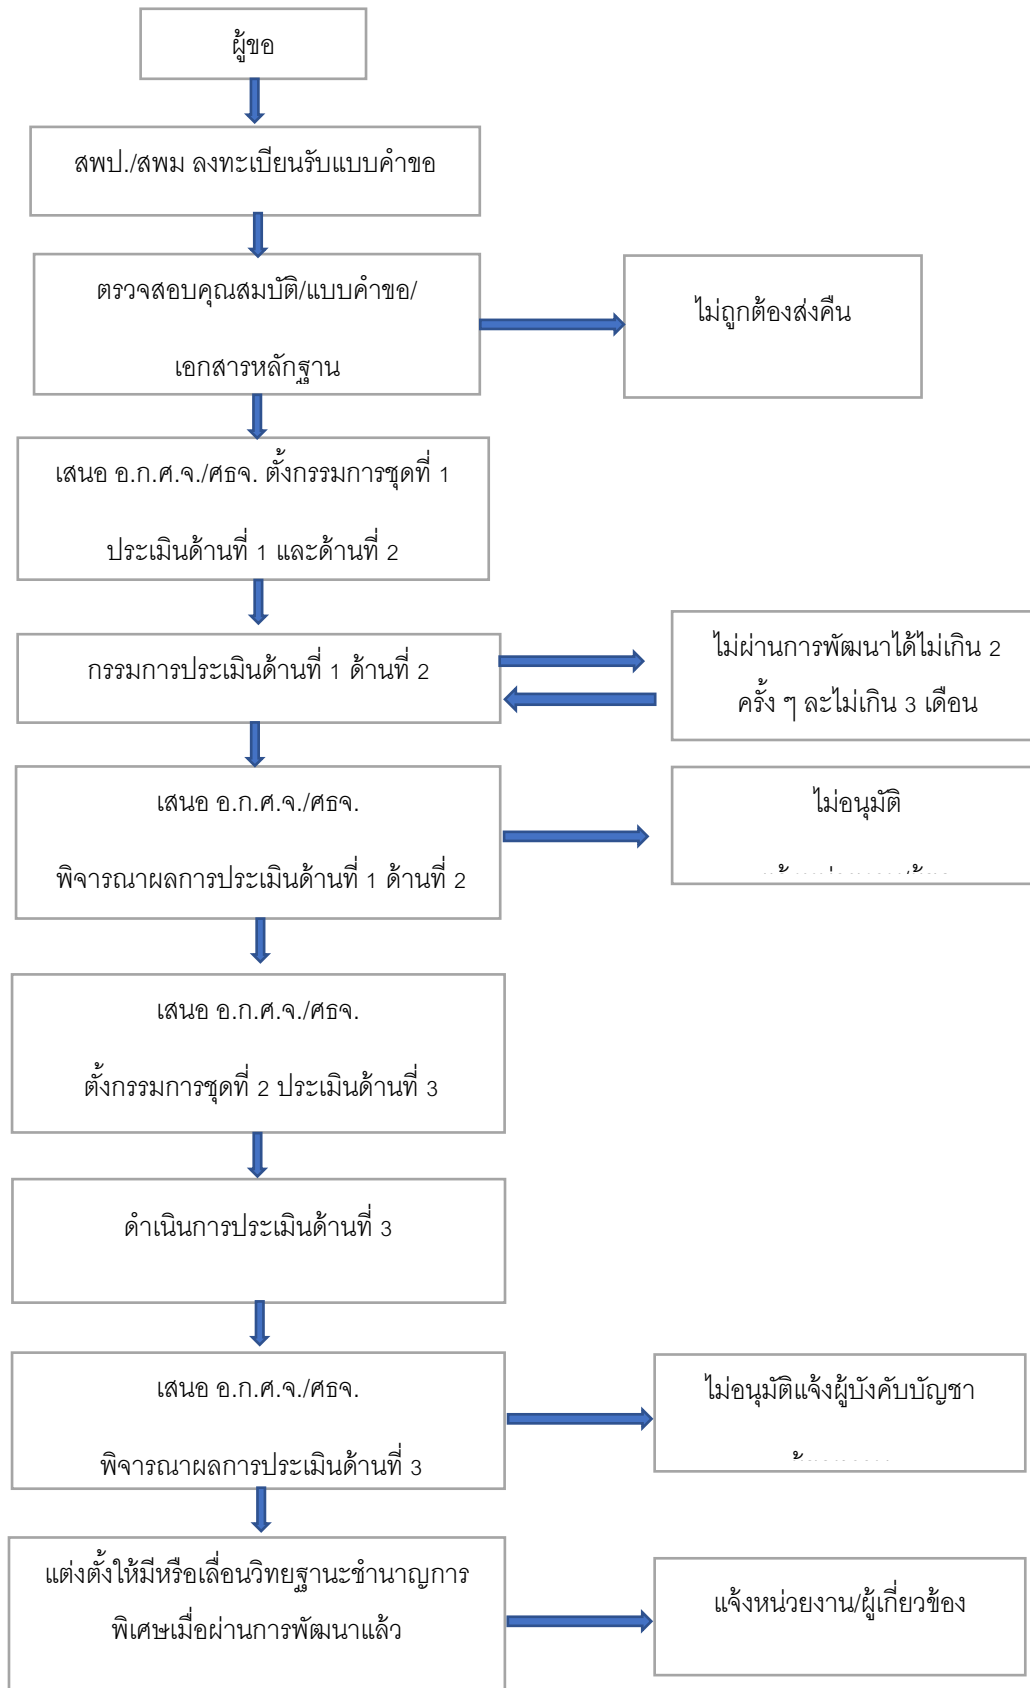 ผู้ขอ
สพป./สพม ลงทะเบียนรับแบบคำขอ
ตรวจสอบคุณสมบัติ/แบบคำขอ/
เอกสารหลักฐาน
ไม่ถูกต้องส่งคืน
เสนอ อ.ก.ศ.จ./ศธจ. ตั้งกรรมการชุดที่ 1
ประเมินด้านที่ 1 และด้านที่ 2
กรรมการประเมินด้านที่ 1 ด้านที่ 2
ไม่ผ่านการพัฒนาได้ไม่เกิน 2
ครั้ง ๆ ละไม่เกิน 3 เดือน
เสนอ อ.ก.ศ.จ./ศธจ.
พิจารณาผลการประเมินด้านที่ 1 ด้านที่ 2
ไม่อนุมัติ
เสนอ อ.ก.ศ.จ./ศธจ.
ตั้งกรรมการชุดที่ 2 ประเมินด้านที่ 3
ดำเนินการประเมินด้านที่ 3
เสนอ อ.ก.ศ.จ./ศธจ.
พิจารณาผลการประเมินด้านที่ 3
ไม่อนุมัติแจ้งผู้บังคับบัญชา
แต่งตั้งให้มีหรือเลื่อนวิทยฐานะชำนาญการ
พิเศษเมื่อผ่านการพัฒนาแล้ว
แจ้งหน่วยงาน/ผู้เกี่ยวข้อง